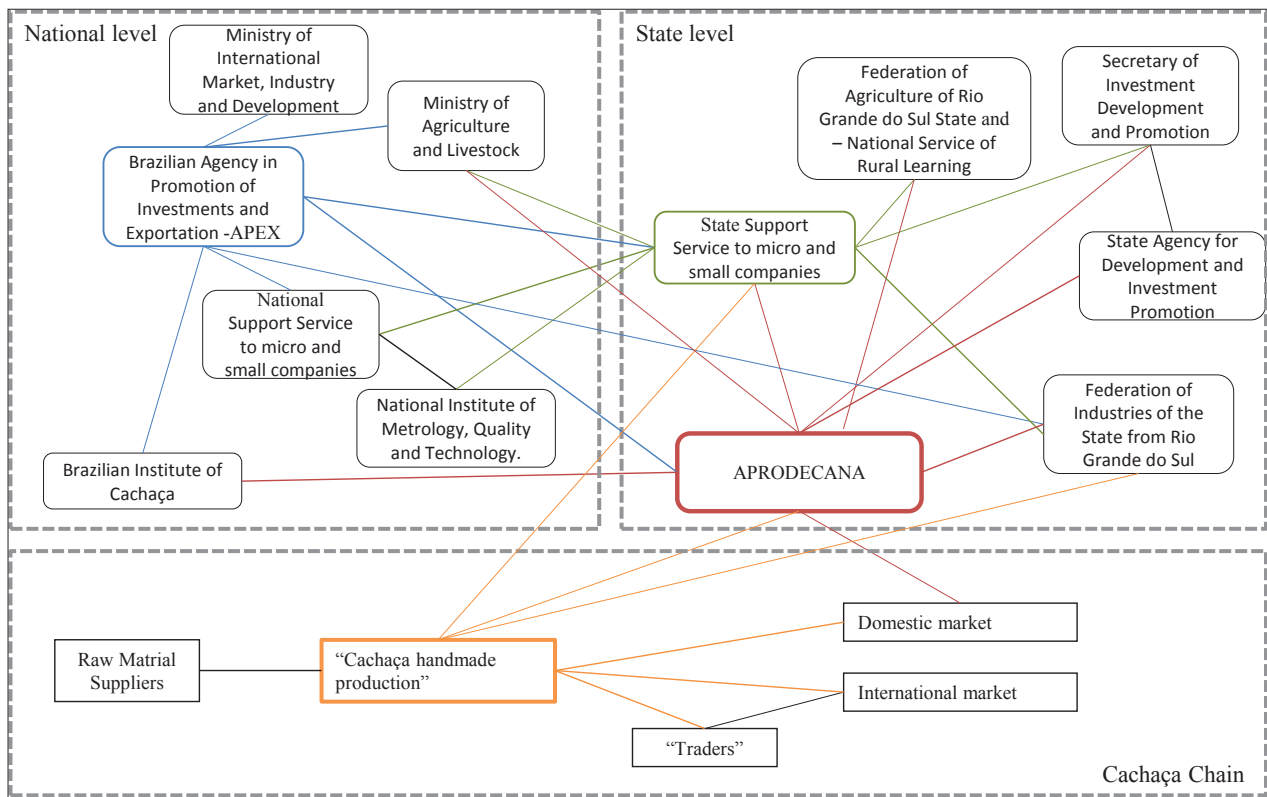 National level
Ministry of
International
Market, Industry
and Development
Ministry of
Agriculture
and Livestock
Brazilian Agency in
Promotion of
Investments and
Exportation -APEX
National
Support Service
to micro and
small companies
National Institute of
Metrology, Quality
and Technology.
Brazilian Institute of
Cachaça
State level
Federation of
Agriculture of Rio
Grande do Sul State and
– National Service of
Rural Learning
Secretary of
Investment
Development
and Promotion
State Support
Service to micro and
small companies
State Agency for
Development and
Investment
Promotion
Federation of
Industries of the
State from Rio
Grande do Sul
APRODECANA
Raw Matrial
Suppliers
“Cachaça handmade
production”
Domestic market
International market
“Traders”
Cachaça Chain